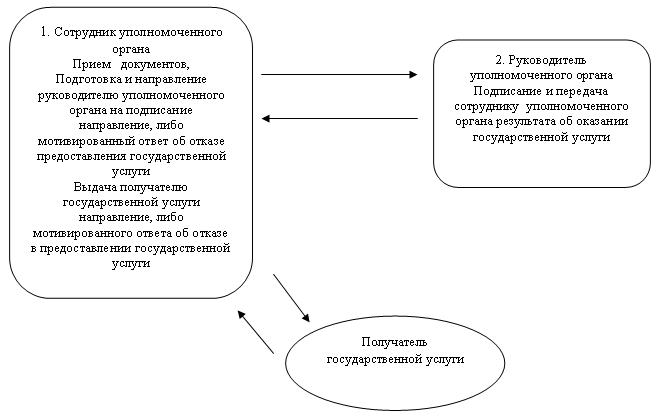 1. Сотрудник уполномоченного
органа
Прием документов,
Подготовка и направление
руководителю уполномоченного
органа на подписание
направление, либо
мотивированный ответ об отказе
предоставления государственной
услуги
Выдача получателю
государственной услуги
направление, либо
мотивированного ответа об отказе
в предоставлении государственной
услуги
2. Руководитель
уполномоченного органа
Подписание и передача
сотруднику уполномоченного
органа результата об оказании
государственной услуги
Получатель
государственной услуги